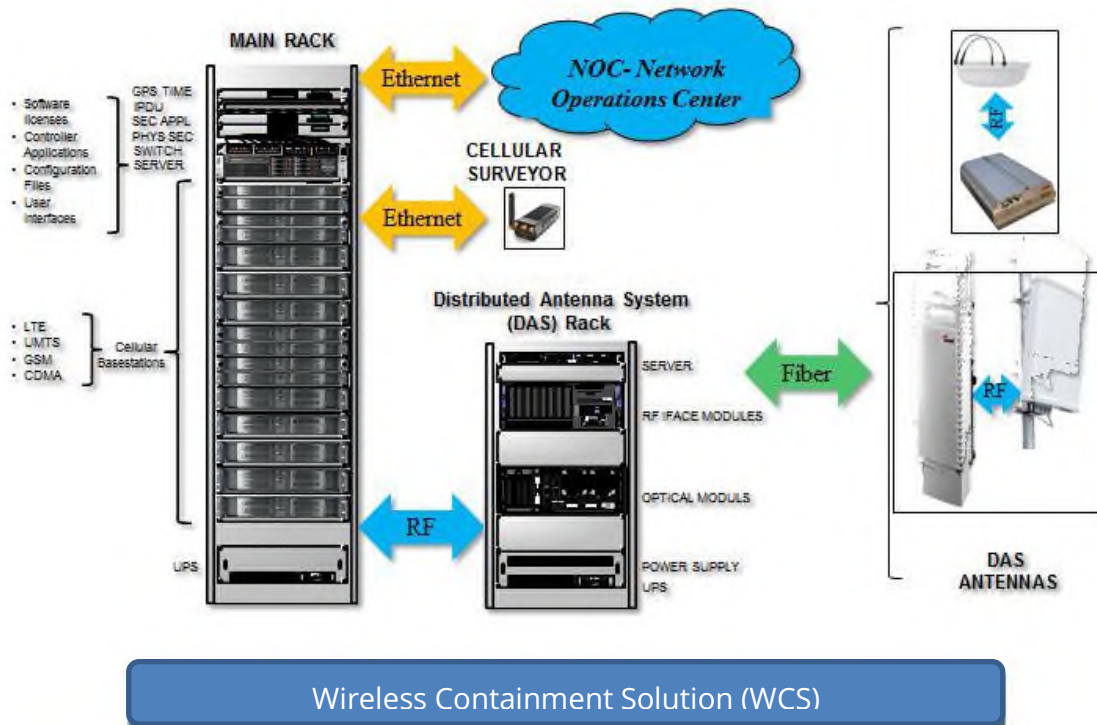 MAIN RACK
Ethernet
NOC- Network
Operations Center
• Software
licenses
• Controller
Applications
• Configuration
Files
• User
Interfaces
GPS TIME
IPDU
SEC APPL
PHYS SEC
SWITCH
SERVER
CELLULAR
SURVEYOR
Ethernet
• LTE
• UMTS
• GSM
• CDMA
Cellular
Basestations
UPS
RF
Distributed Antenna System
(DAS) Rack
SERVER
RF IFACE MODULES
OPTICAL MODULS
POWER SUPPLY
UPS
Fiber
RF
RF
DAS
ANTENNAS
Wireless Containment Solution (WCS)